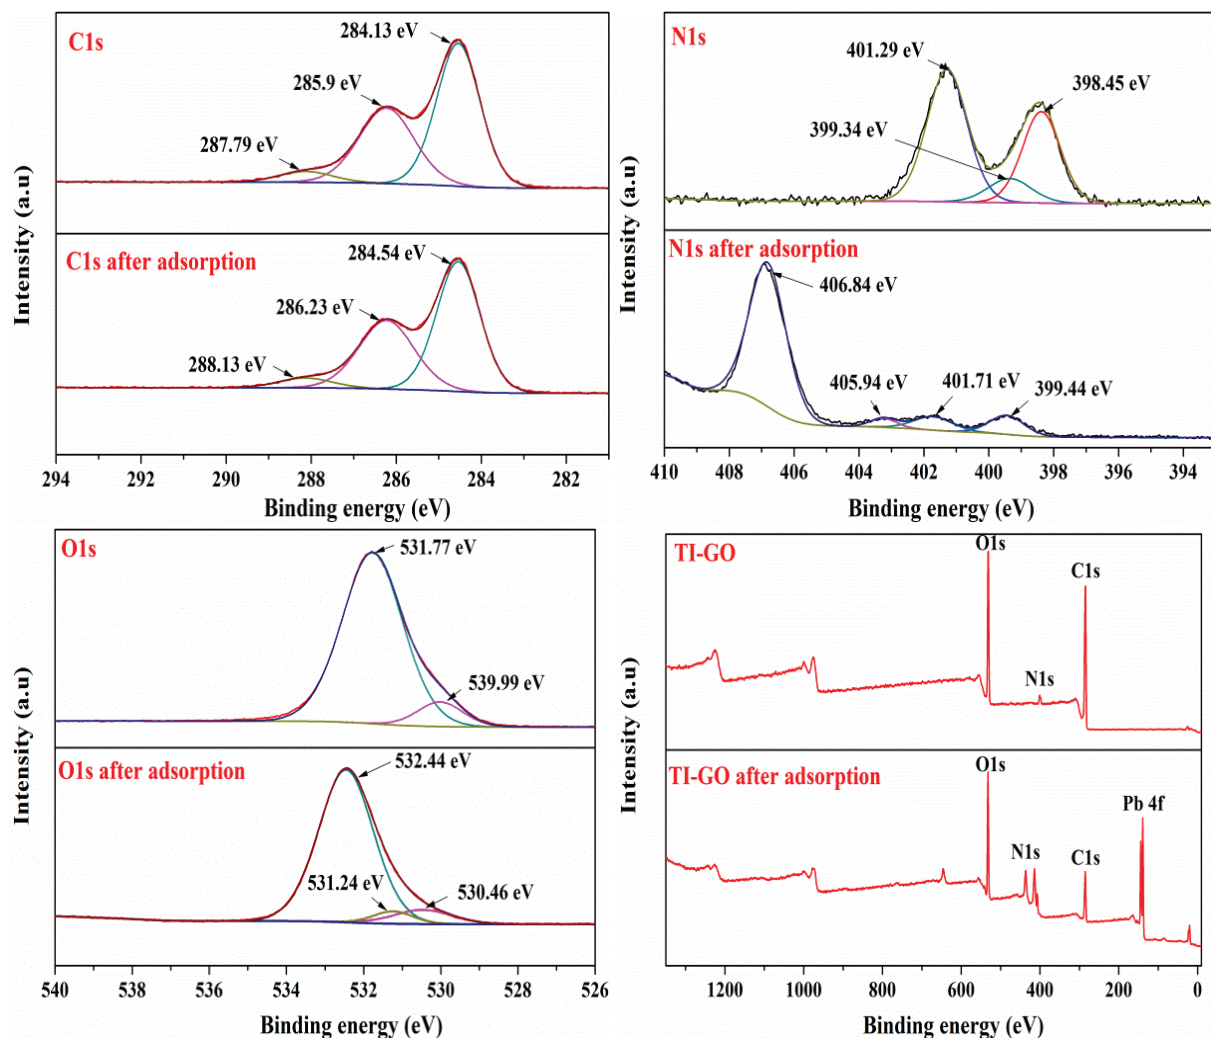 C1s
284.13 eV
285.9 eV
287.79 eV
C1s after adsorption
284.54 eV
286.23 eV
288.13 eV
Intensity (a.u)
294 292 290 288 286 284 282
Binding energy (eV)
N1s
401.29 eV
398.45 eV
399.34 eV
N1s after adsorption
406.84 eV
405.94 eV
401.71 eV
399.44 eV
Intensity (a.u)
410 408 406 404 402 400 398 396 394
Binding energy (eV)
O1s
531.77 eV
539.99 eV
O1s after adsorption
532.44 eV
531.24 eV
530.46 eV
Intensity (a.u)
540 538 536 534 532 530 528 526
Binding energy (eV)
TI-GO
O1s
C1s
N1s
TI-GO after adsorption
O1s
Pb 4f
N1s
C1s
Intensity (a.u)
1200 1000 800 600 400 200 0
Binding energy (eV)